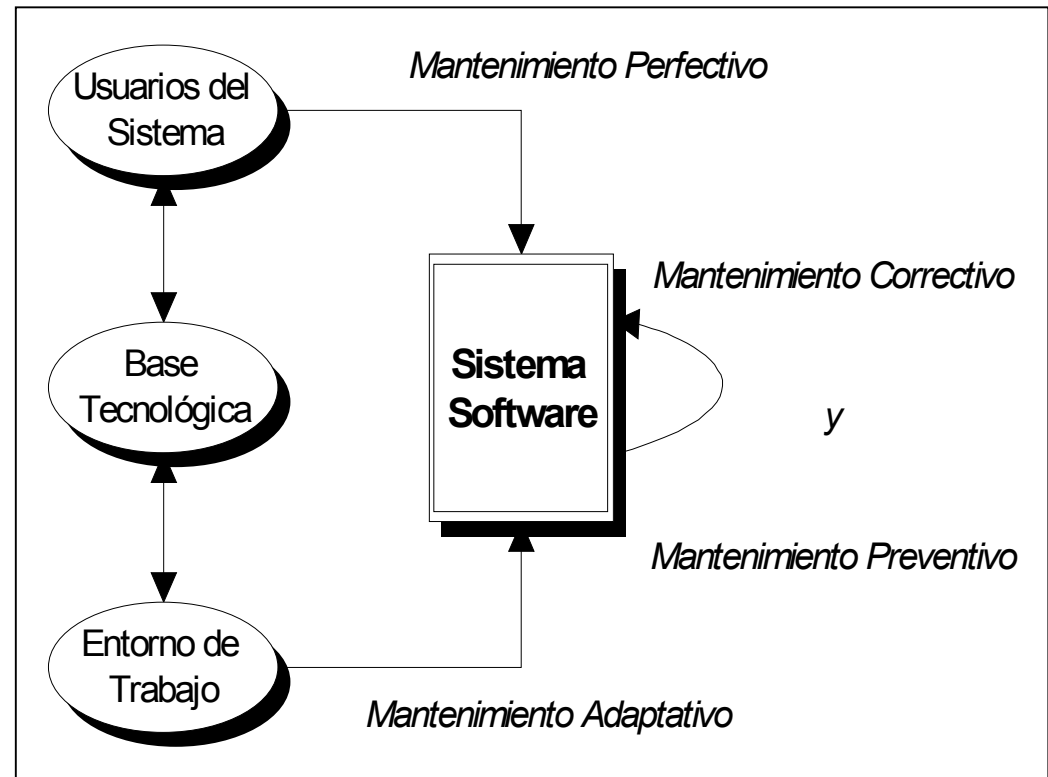 Mantenimiento Perfectivo
Usuarios del
Sistema
Mantenimiento Correctivo
Base
Tecnológica
Sistema
Software
y
Mantenimiento Preventivo
Entorno de
Trabajo
Mantenimiento Adaptativo